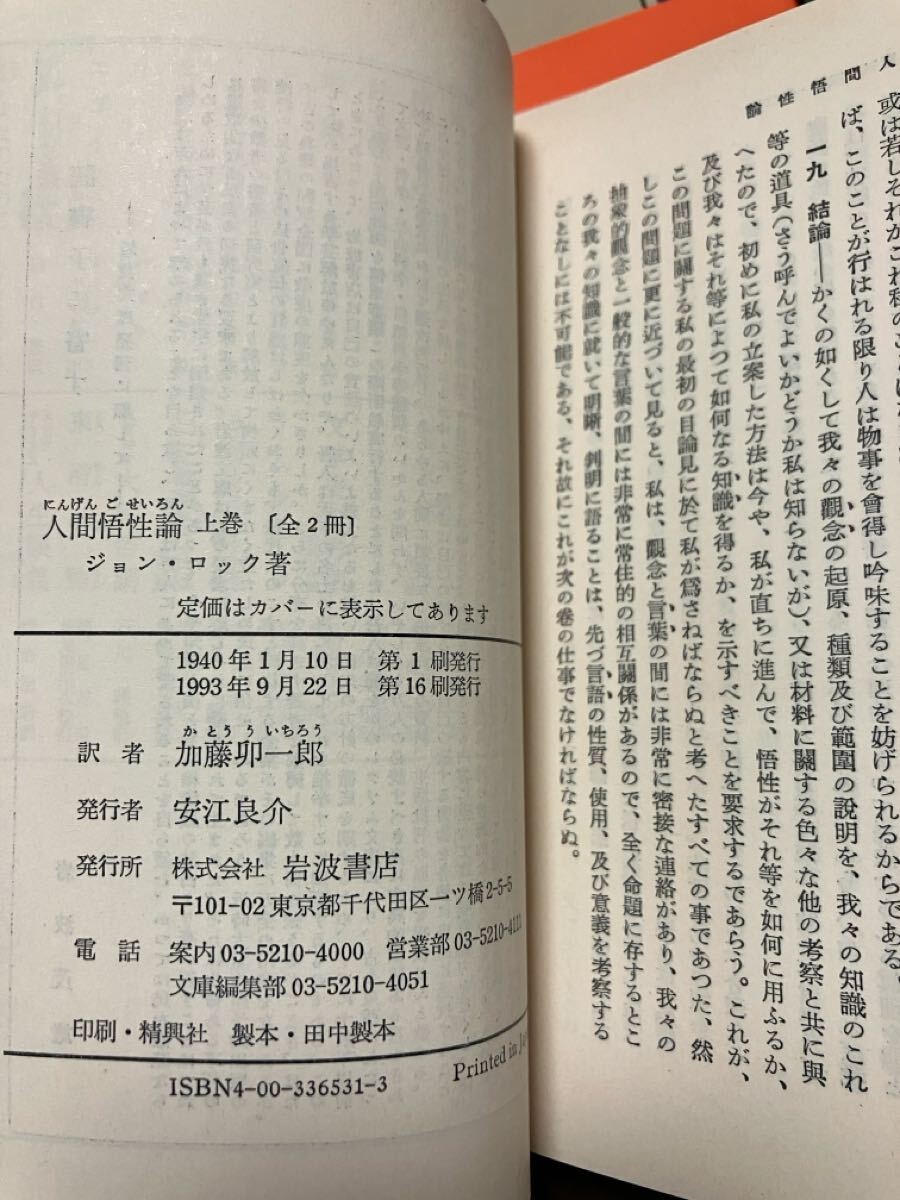 にんげん ご せいろん
人間悟性論 上巻 〔全2冊〕
ジョン・ロック著
定価はカバーに表示してあります
1940年1月10日 第1刷発行
1993年9月22日 第16刷発行
かとう う いちろう
訳者 加藤卯一郎
発行者 安江良介
発行所 株式会社 岩波書店
〒101-02 東京都千代田区一ツ橋2-5-5
電話 案内03-5210-4000 営業部03-5210-4111
文庫編集部03-5210-4051
印刷・精興社 製本・田中製本
ISBN4-00-336531-3 Printed in
人間悟性論
或は若しそれがこれ
ば、このことが行はれる限り人は物事を會得し吟味することを妨げられるからである。
一九 結論――かくの如くして我々の觀念の起原、種類及び範圍の說明を、我々の知識のこれ
等の道具(さう呼んでよいかどうか私は知らないが)、又は材料に關する色々な他の考察と共に與
へたので、初めに私の立案した方法は今や、私が直ちに進んで、悟性がそれ等を如何に用ふるか、
及び我々はそれ等によつて如何なる知識を得るか、を示すべきことを要求するであらう。これが、
この問題に關する私の最初の目論見に於て私が爲さねばならぬと考へたすべての事であつた、然
しこの問題に更に近づいて見ると、私は、觀念と言葉の間には非常に密接な連絡があり、我々の
抽象的觀念と一般的な言葉の間には非常に常住的の相互關係があるので、全く命題に存するとこ
ろの我々の知識に就いて明晰、判明に語ることは、先づ言語の性質、使用、及び意義を考察する
ことなしには不可能である、それ故にこれが次の卷の仕事でなければならぬ。